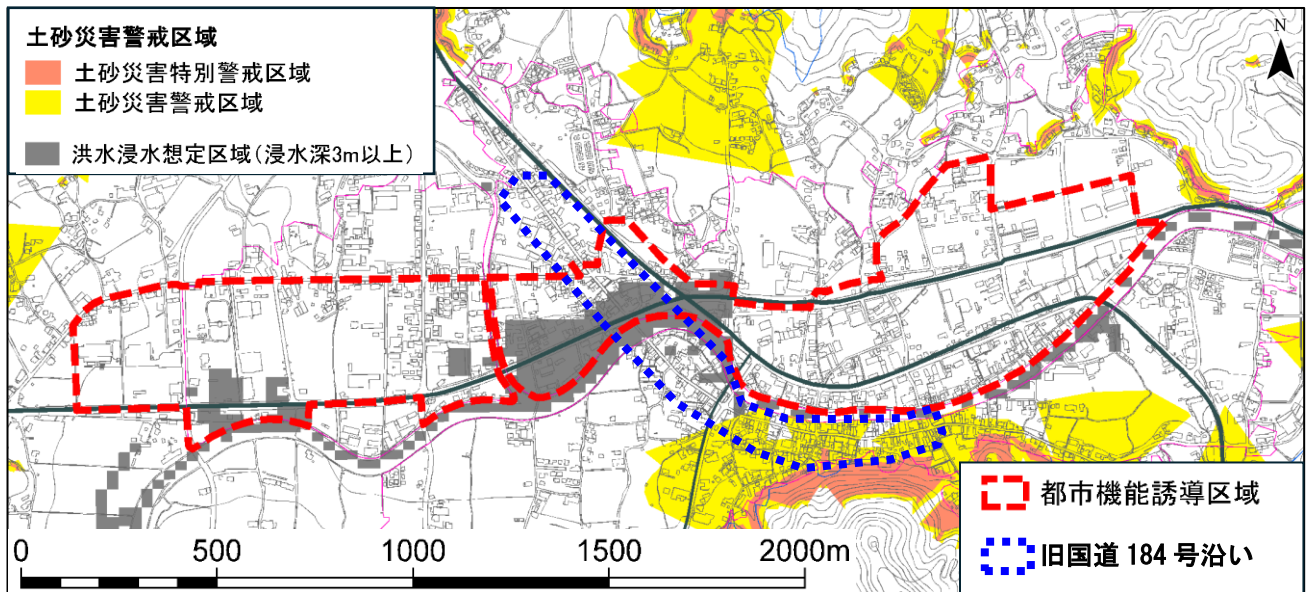 土砂災害警戒区域
土砂災害特別警戒区域
土砂災害警戒区域
洪水浸水想定区域(浸水深3m以上)
N
都市機能誘導区域
旧国道 184 号沿い
0 500 1000 1500 2000m